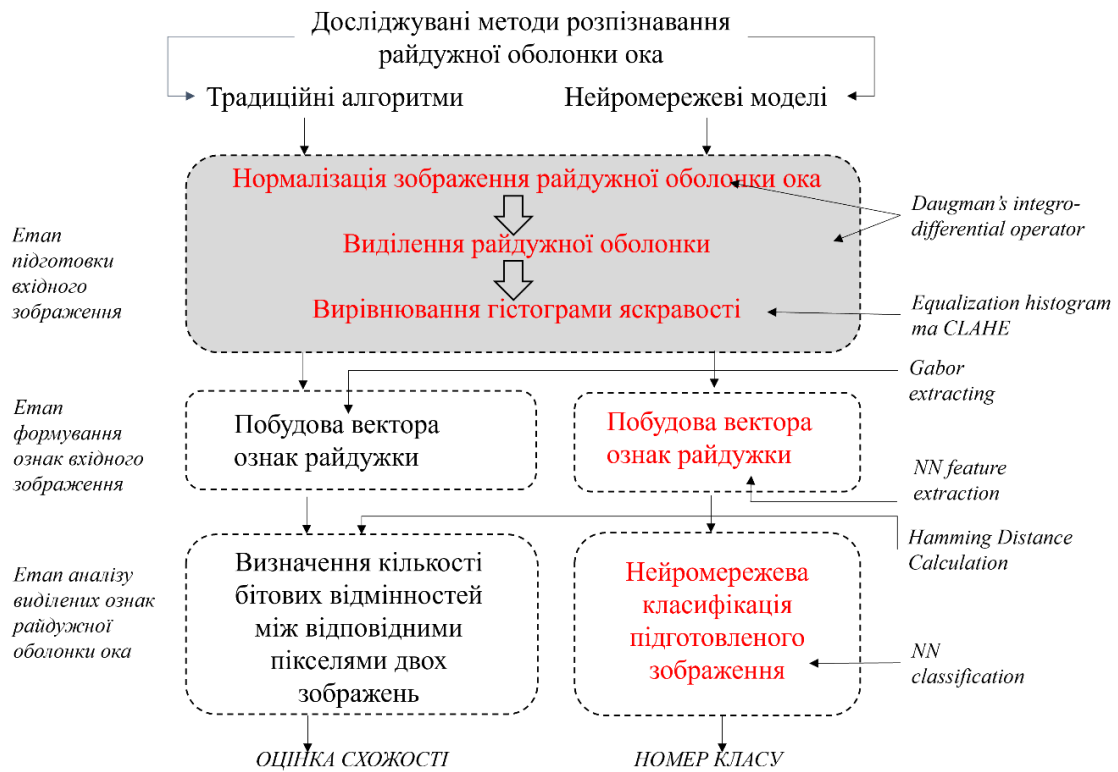 Досліджувані методи розпізнавання
райдужної оболонки ока
Традиційні алгоритми
Нейромережеві моделі
Нормалізація зображення райдужної оболонки ока
Виділення райдужної оболонки
Вирівнювання гістограми яскравості
Етап
підготовки
вхідного
зображення
Daugman’s integro-
differential operator
Equalization histogram
та CLAHE
Gabor
extracting
Етап
формування
ознак вхідного
зображення
Побудова вектора
ознак райдужки
Побудова вектора
ознак райдужки
NN feature
extraction
Hamming Distance
Calculation
Етап аналізу
виділених ознак
райдужної
оболонки ока
Визначення кількості
бітових відмінностей
між відповідними
пікселями двох
зображень
Нейромережева
класифікація
підготовленого
зображення
NN
classification
ОЦІНКА СХОЖОСТІ
НОМЕР КЛАСУ